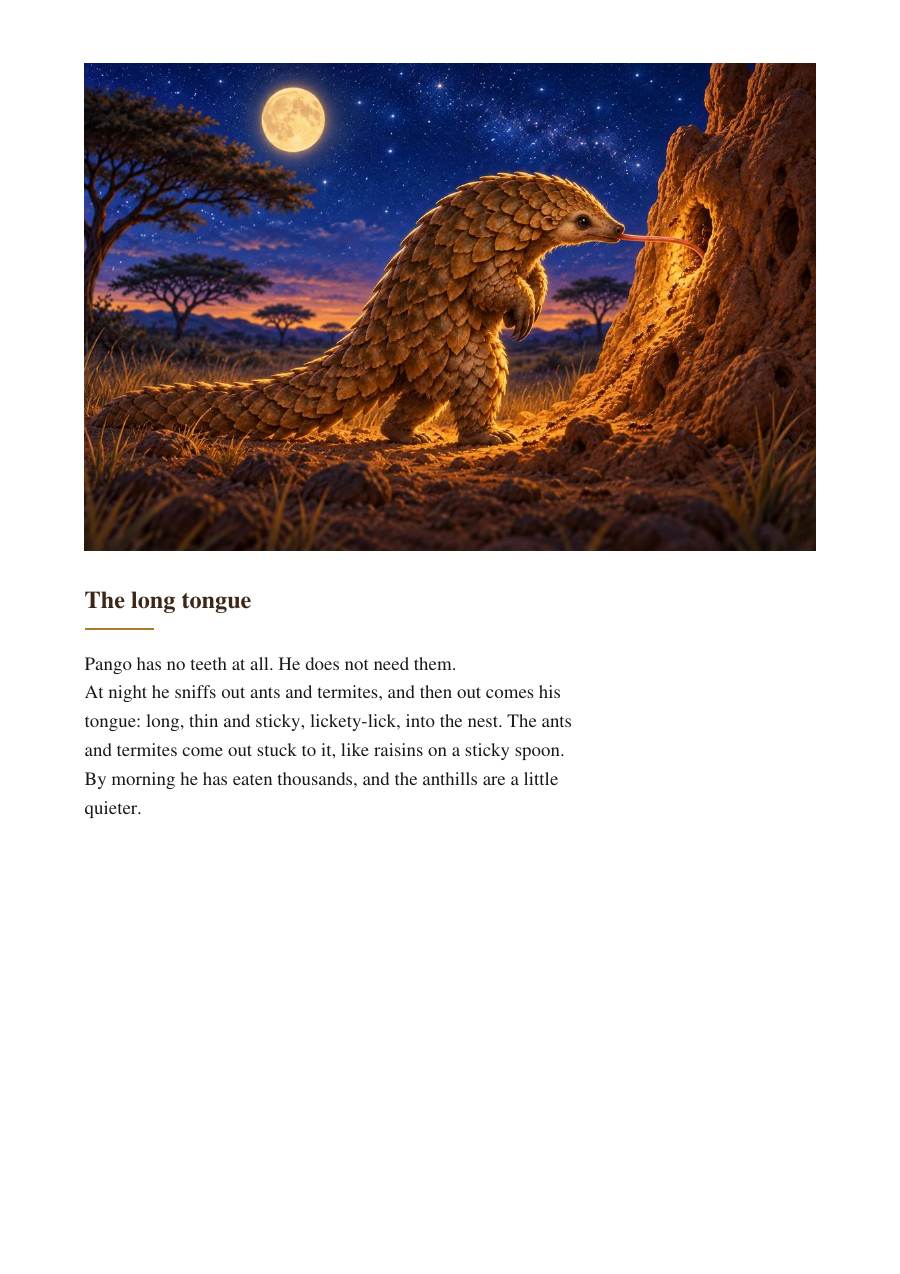 The long tongue
Pango has no teeth at all. He does not need them.
At night he sniffs out ants and termites, and then out comes his
tongue: long, thin and sticky, lickety-lick, into the nest. The ants
and termites come out stuck to it, like raisins on a sticky spoon.
By morning he has eaten thousands, and the anthills are a little
quieter.